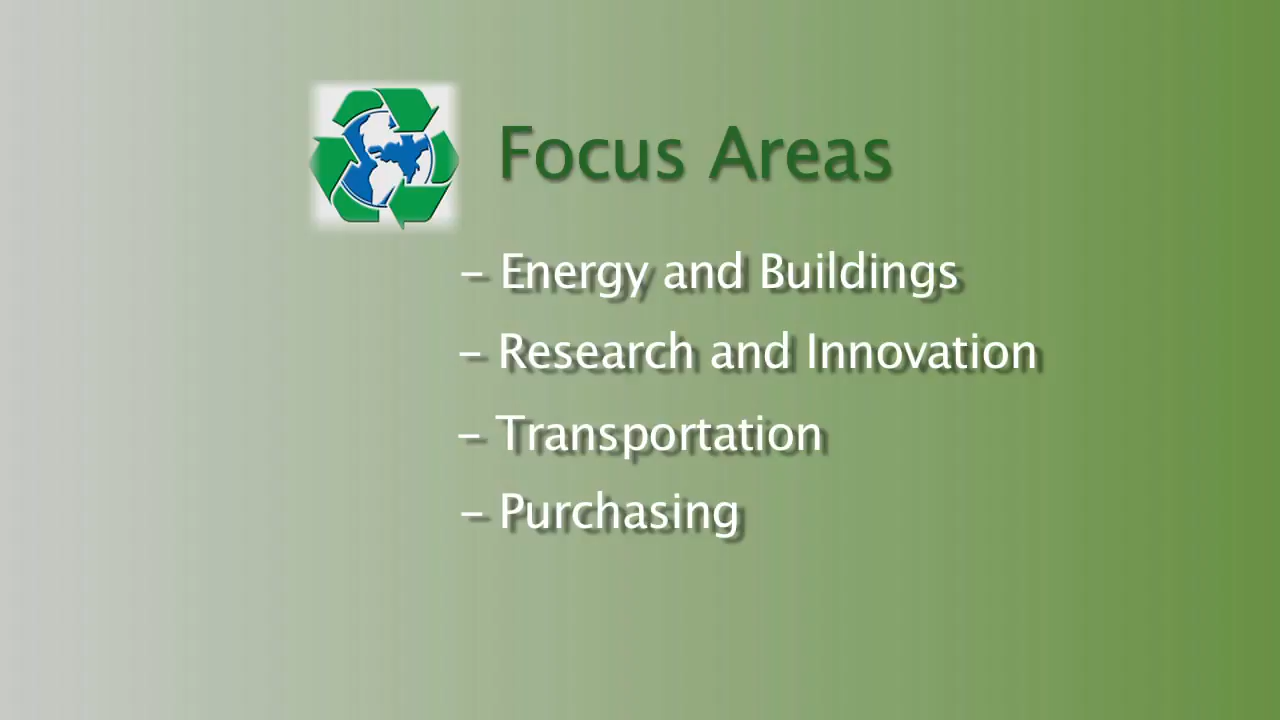 Focus Areas
- Energy and Buildings
- Research and Innovation
- Transportation
- Purchasing